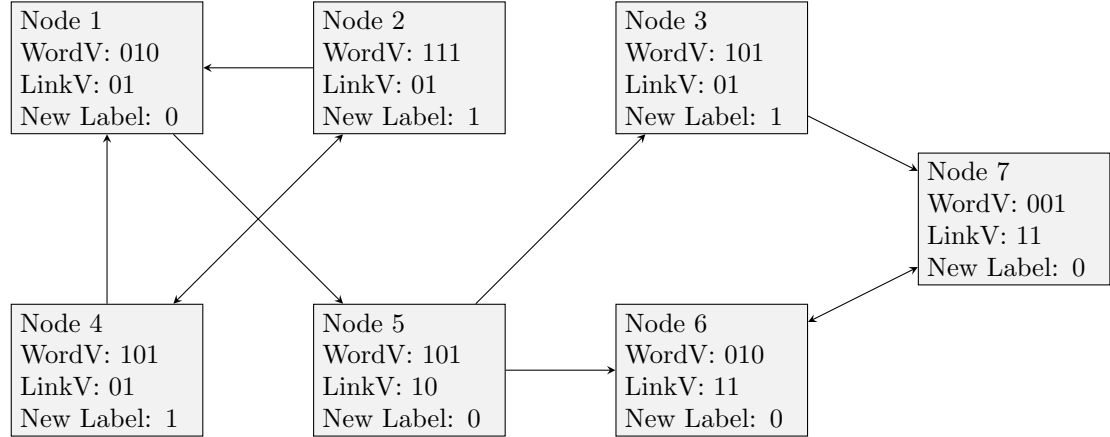 Node 1
WordV: 010
LinkV: 01
New Label: 0
Node 2
WordV: 111
LinkV: 01
New Label: 1
Node 3
WordV: 101
LinkV: 01
New Label: 1
Node 7
WordV: 001
LinkV: 11
New Label: 0
Node 4
WordV: 101
LinkV: 01
New Label: 1
Node 5
WordV: 101
LinkV: 10
New Label: 0
Node 6
WordV: 010
LinkV: 11
New Label: 0